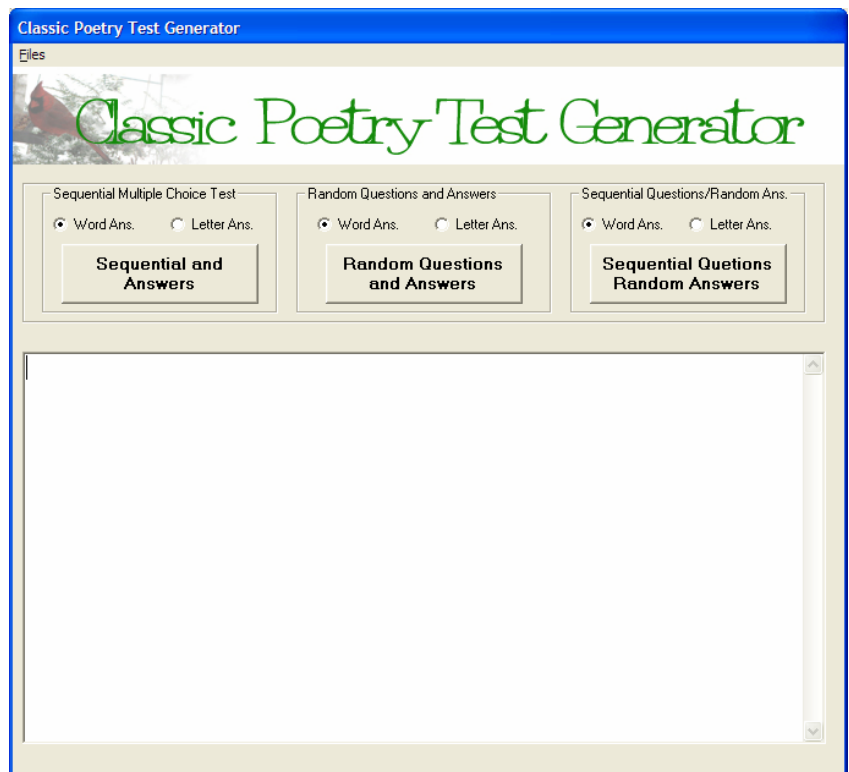 Classic Poetry Test Generator
Files
Classic Poetry Test Generator
Sequential Multiple Choice Test
Random Questions and Answers
Sequential Questions/Random Ans.
Word Ans.
Letter Ans.
Word Ans.
Letter Ans.
Word Ans.
Letter Ans.
Sequential and
Answers
Random Questions
and Answers
Sequential Quetions
Random Answers